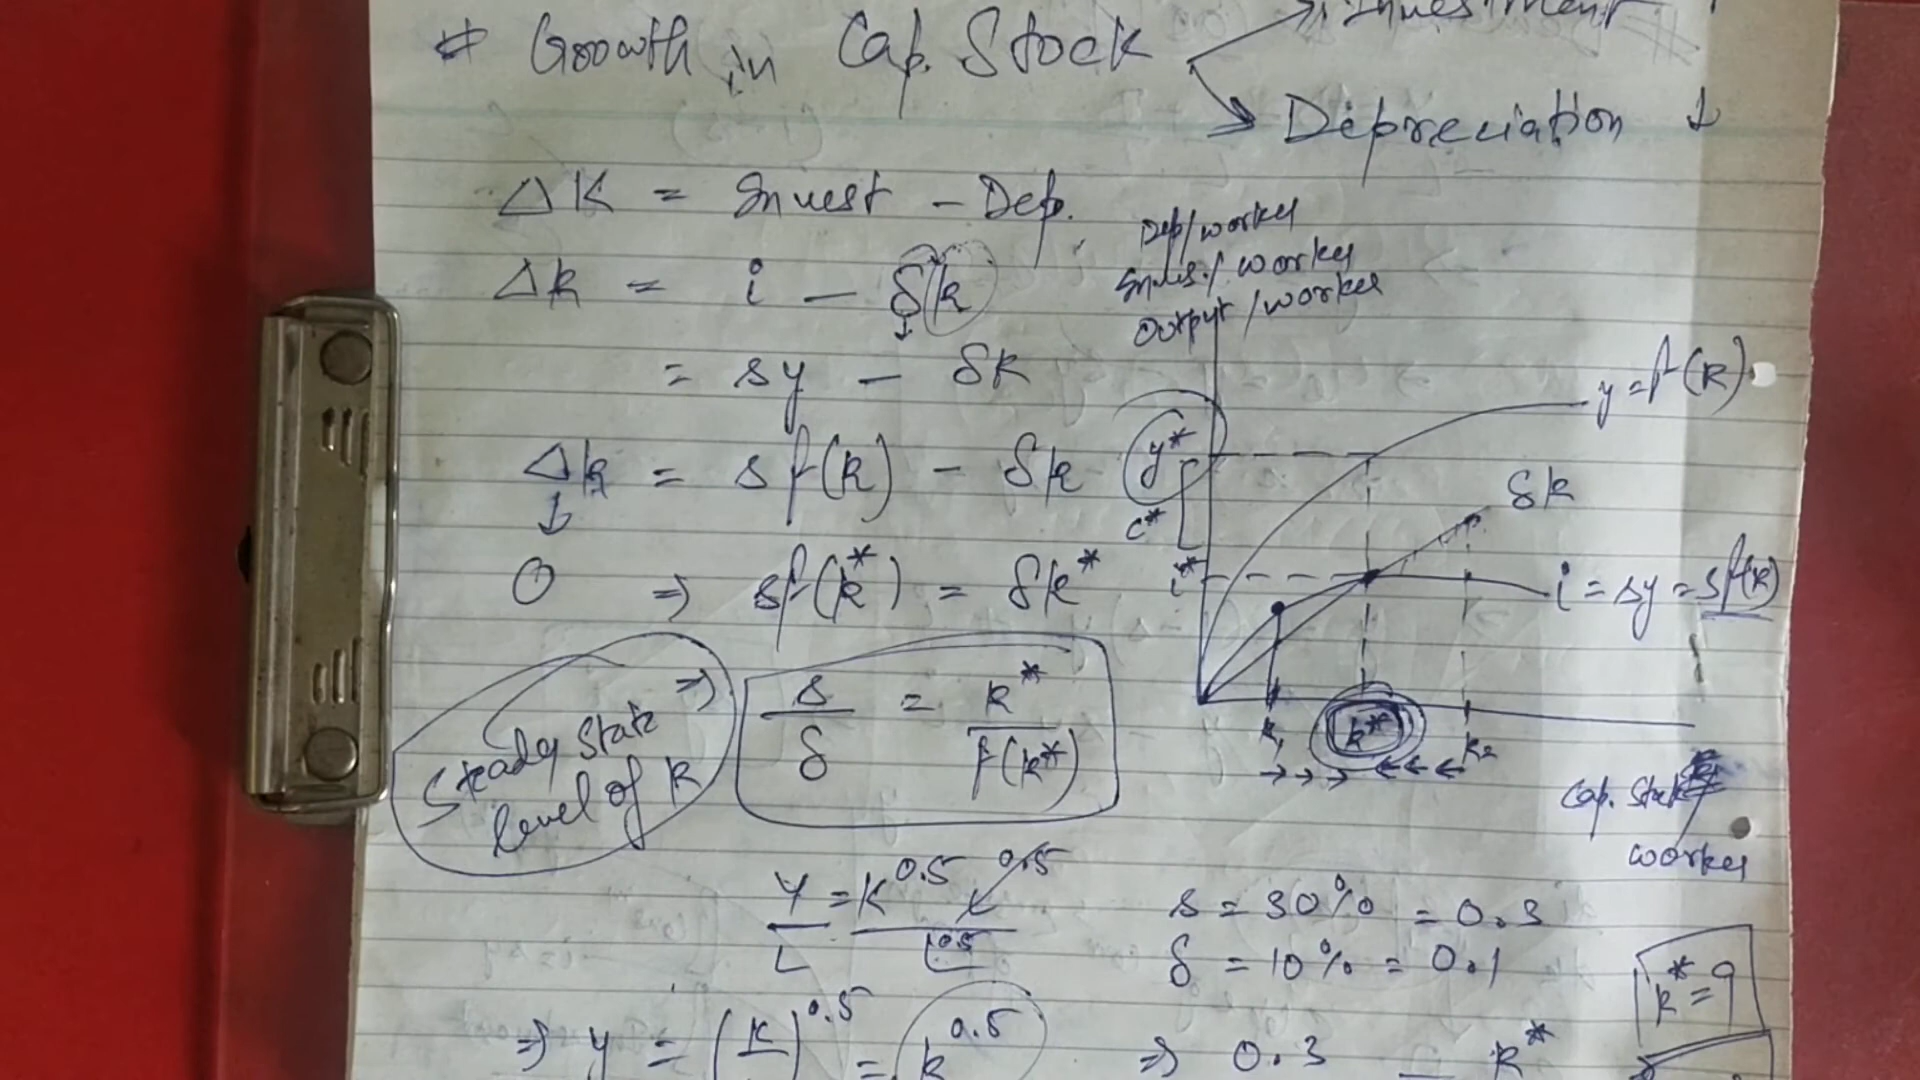 # Growth in Cap. Stock → Investment
→ Depreciation ↓
ΔK = Invest - Dep.
Δk = i - δk
= sy - δk
Δk = sf(k) - δk
0 ⇒ sf(k*) = δk*
Steady State level of k ⇒ s/δ = k*/f(k*)
Dep/worker
Inves./worker
Output/worker
y = f(k)
y*
δk
c*
i*
i = sy = sf(k)
k₁ k* k₂
→→→ ←←←
Cap. Stock/
worker
Y/L = K^0.5 L^0.5 / L
s = 30% = 0.3
δ = 10% = 0.1
k* = 9
⇒ y = (K/)^0.5 = k^0.5
⇒ 0.3 = k*